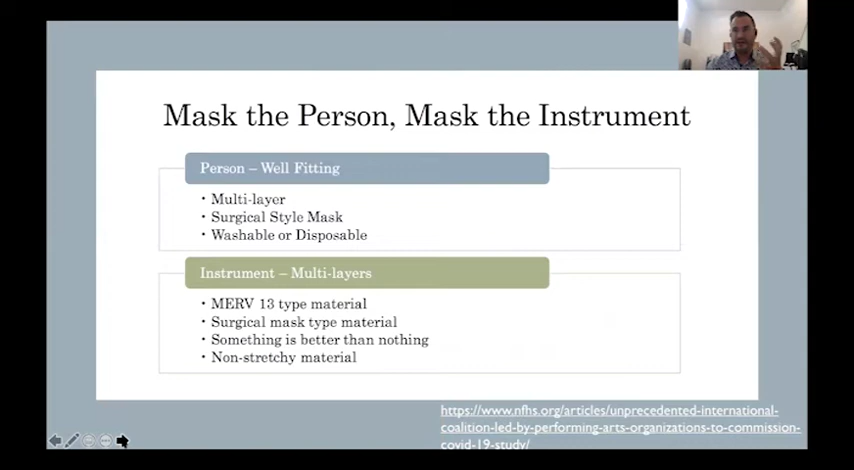 Mask the Person, Mask the Instrument
Person – Well Fitting
• Multi-layer
• Surgical Style Mask
• Washable or Disposable
Instrument – Multi-layers
• MERV 13 type material
• Surgical mask type material
• Something is better than nothing
• Non-stretchy material
https://www.nfhs.org/articles/unprecedented-international-
coalition-led-by-performing-arts-organizations-to-commission-
covid-19-study/